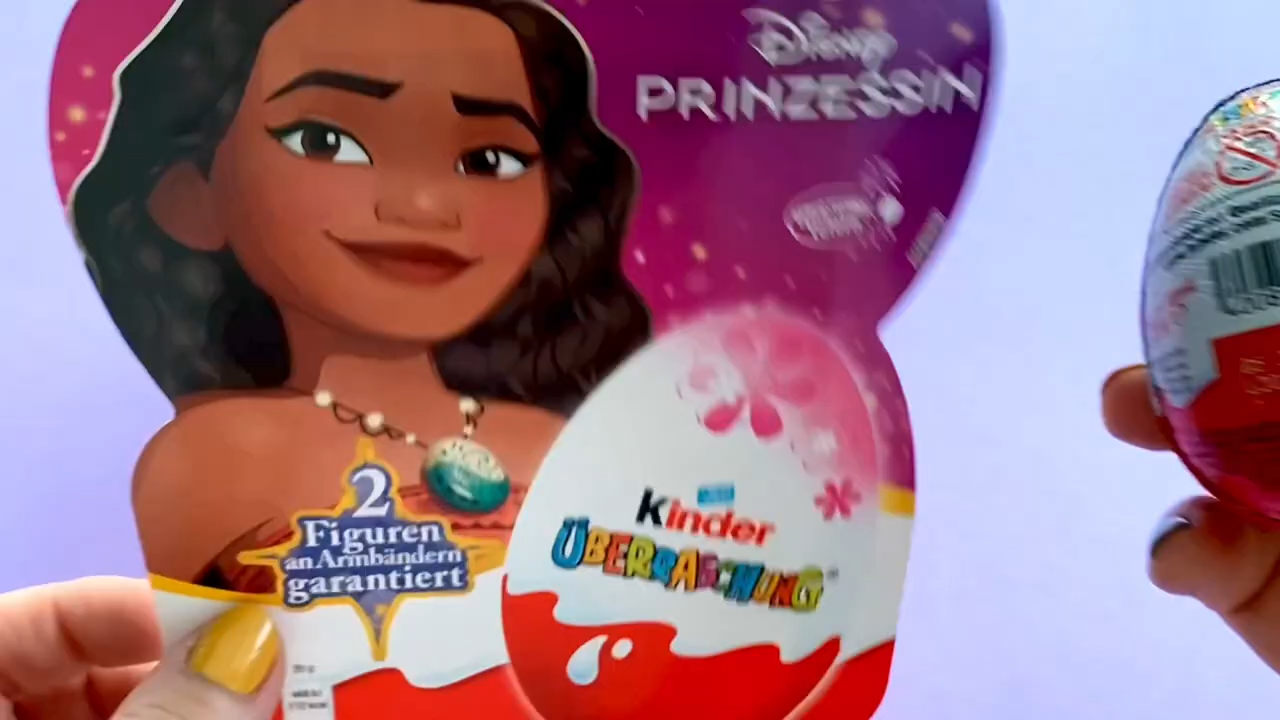 Disney
PRINZESSIN
2
Figuren
an Armbändern
garantiert
Kinder
ÜBERRASCHUNG